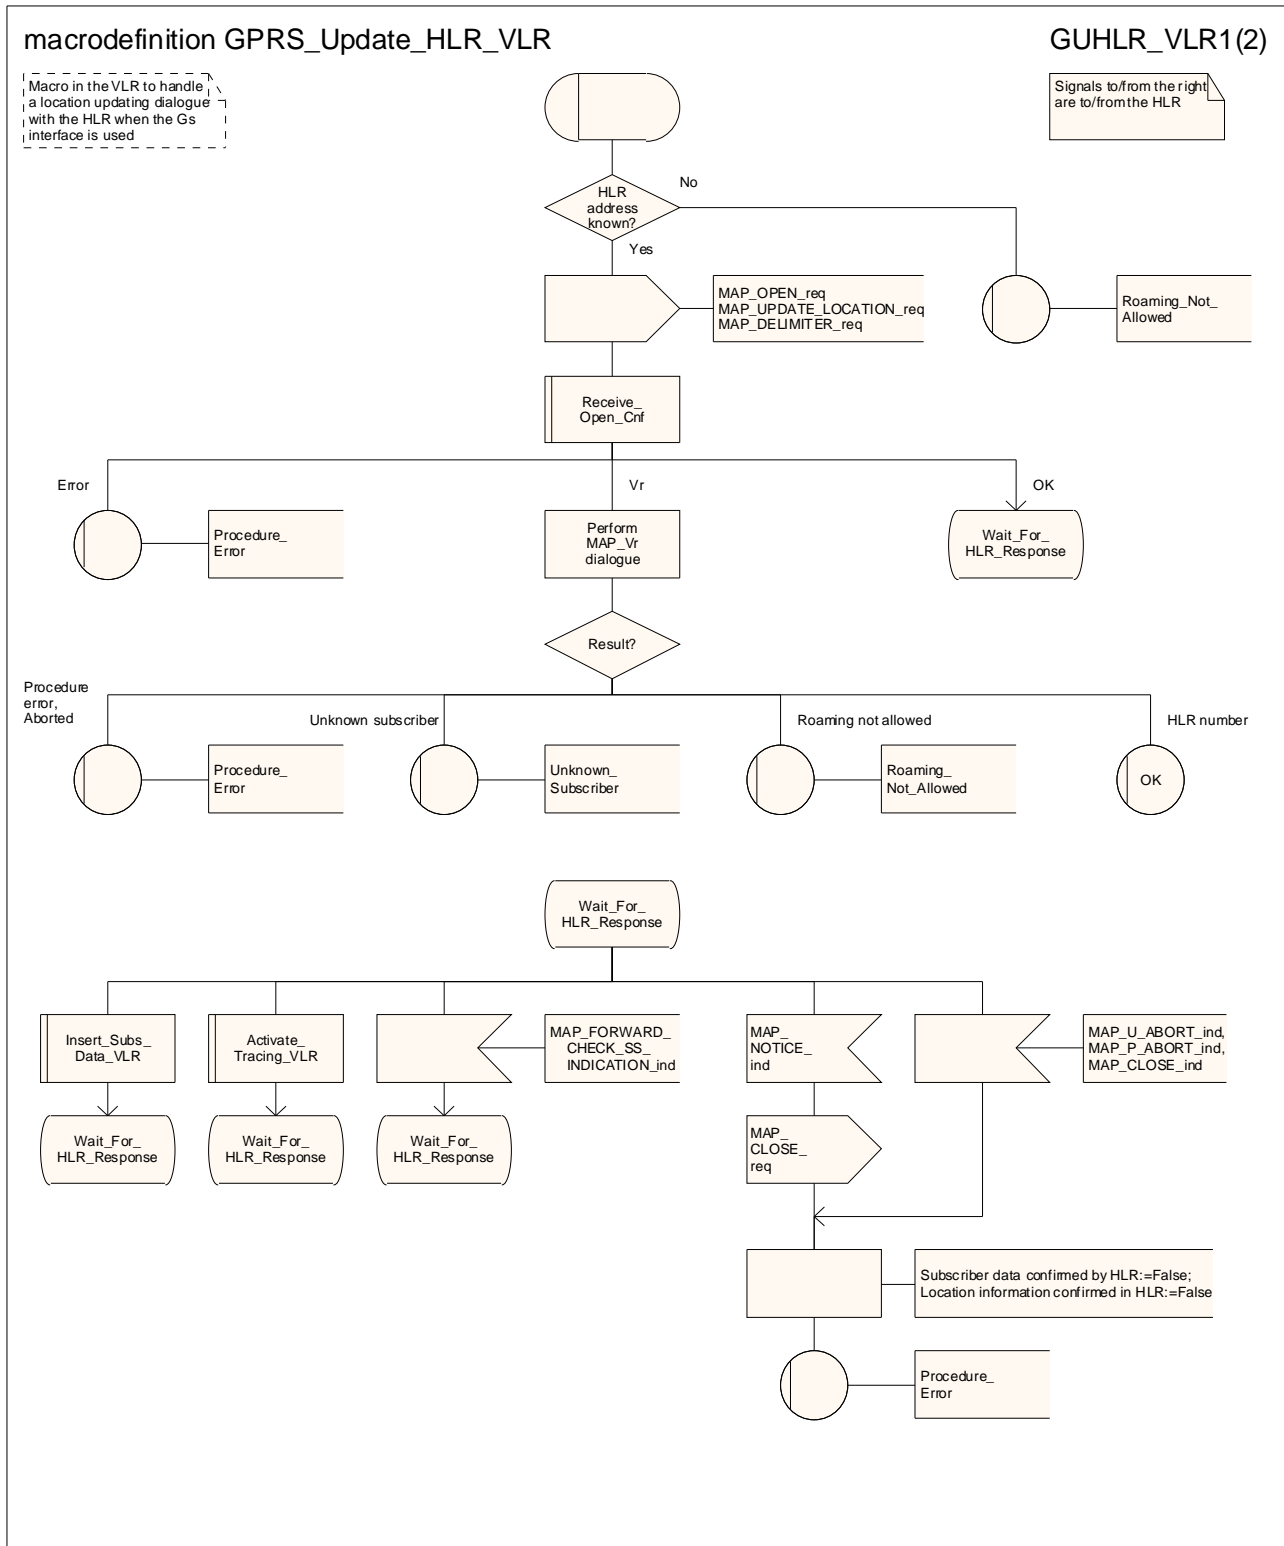 macrodefinition GPRS_Update_HLR_VLR
GUHLR_VLR1(2)
Macro in the VLR to handle
a location updating dialogue
with the HLR when the Gs
interface is used
Signals to/from the right
are to/from the HLR
HLR
address
known?
No
Yes
MAP_OPEN_req
MAP_UPDATE_LOCATION_req
MAP_DELIMITER_req
Roaming_Not_
Allowed
Receive_
Open_Cnf
Error
Vr
OK
Procedure_
Error
Perform
MAP_Vr
dialogue
Wait_For_
HLR_Response
Result?
Procedure
error,
Aborted
Unknown subscriber
Roaming not allowed
HLR number
Procedure_
Error
Unknown_
Subscriber
Roaming_
Not_Allowed
OK
Wait_For_
HLR_Response
Insert_Subs_
Data_VLR
Activate_
Tracing_VLR
MAP_FORWARD_
CHECK_SS_
INDICATION_ind
MAP_
NOTICE_
ind
MAP_U_ABORT_ind,
MAP_P_ABORT_ind,
MAP_CLOSE_ind
Wait_For_
HLR_Response
Wait_For_
HLR_Response
Wait_For_
HLR_Response
MAP_
CLOSE_
req
Subscriber data confirmed by HLR:=False;
Location information confirmed in HLR:=False
Procedure_
Error